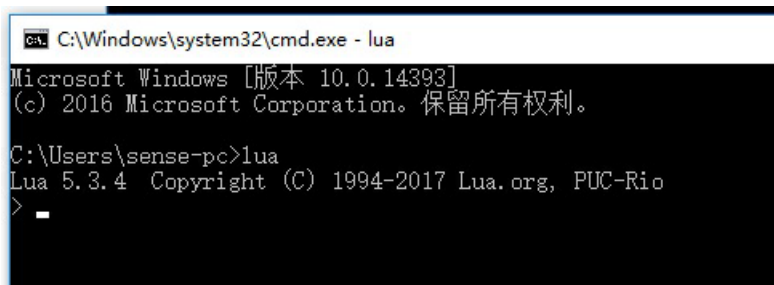 C:\Windows\system32\cmd.exe - lua
Microsoft Windows [版本 10.0.14393]
(c) 2016 Microsoft Corporation。保留所有权利。
C:\Users\sense-pc>lua
Lua 5.3.4  Copyright (C) 1994-2017 Lua.org, PUC-Rio
>